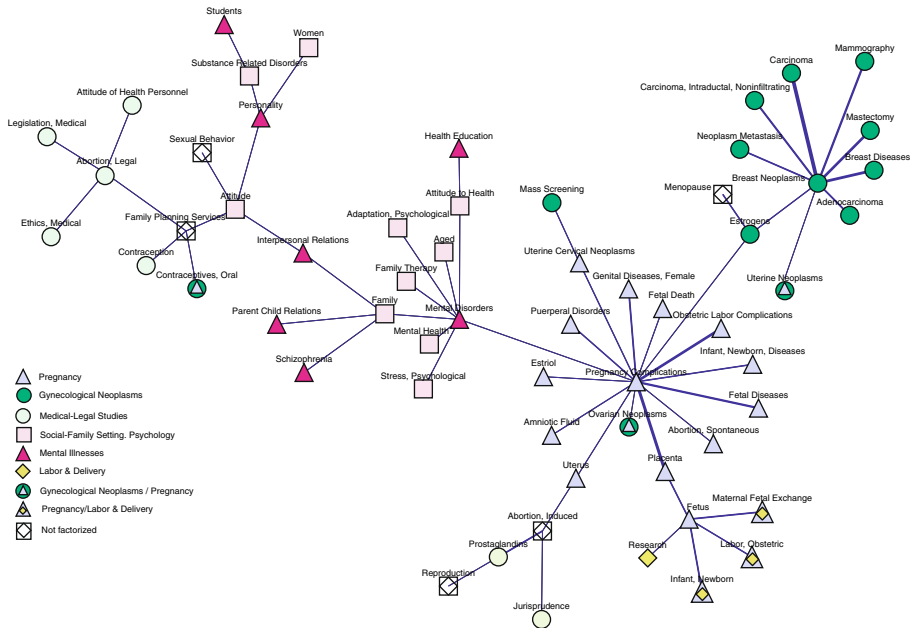 Students
Women
Substance Related Disorders
Attitude of Health Personnel
Personality
Legislation, Medical
Sexual Behavior
Abortion, Legal
Attitude
Family Planning Services
Ethics, Medical
Contraception
Interpersonal Relations
Contraceptives, Oral
Health Education
Attitude to Health
Adaptation, Psychological
Aged
Family Therapy
Mental Disorders
Family
Parent Child Relations
Mental Health
Schizophrenia
Stress, Psychological
Mass Screening
Uterine Cervical Neoplasms
Genital Diseases, Female
Fetal Death
Puerperal Disorders
Obstetric Labor Complications
Infant, Newborn, Diseases
Estriol
Pregnancy Complications
Fetal Diseases
Amniotic Fluid
Ovarian Neoplasms
Abortion, Spontaneous
Uterus
Placenta
Carcinoma
Mammography
Carcinoma, Intraductal, Noninfiltrating
Neoplasm Metastasis
Mastectomy
Breast Diseases
Breast Neoplasms
Menopause
Adenocarcinoma
Estrogens
Uterine Neoplasms
Maternal Fetal Exchange
Fetus
Research
Labor, Obstetric
Infant, Newborn
Abortion, Induced
Prostaglandins
Reproduction
Jurisprudence
Pregnancy
Gynecological Neoplasms
Medical-Legal Studies
Social-Family Setting. Psychology
Mental Illnesses
Labor & Delivery
Gynecological Neoplasms / Pregnancy
Pregnancy/Labor & Delivery
Not factorized